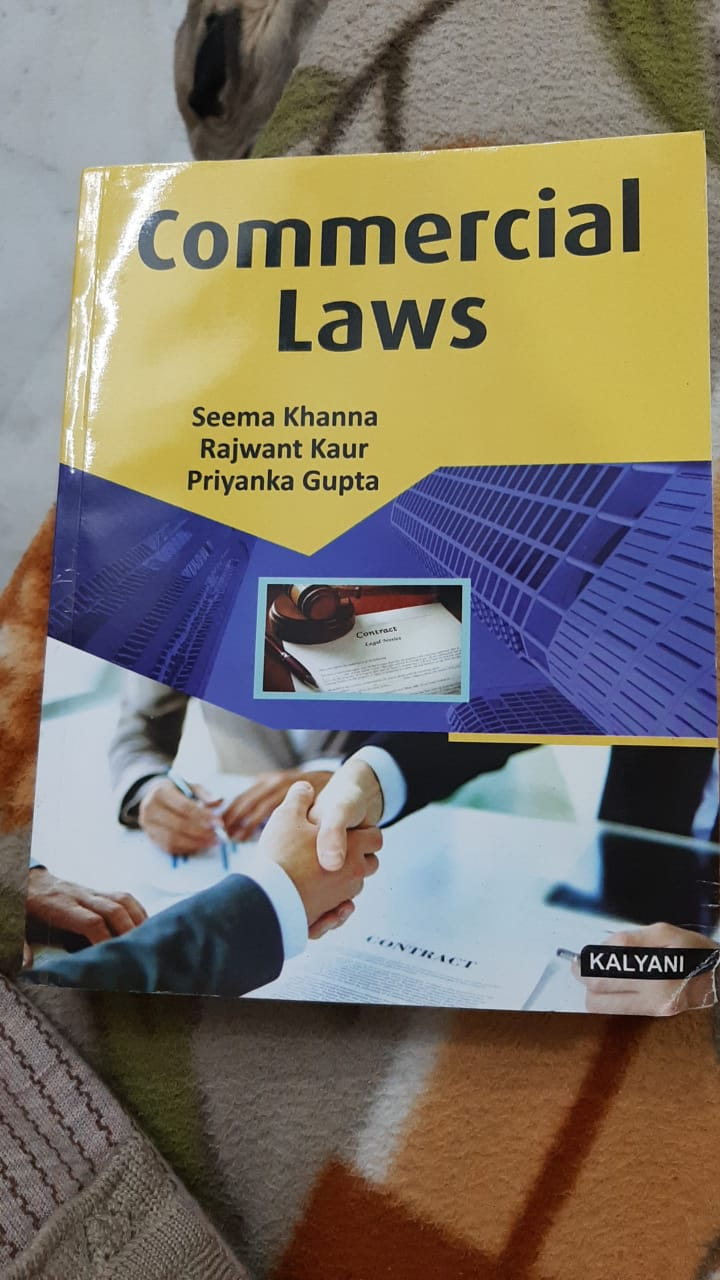 Commercial
Laws
Seema Khanna
Rajwant Kaur
Priyanka Gupta
Contract
Legal Notice
CONTRACT
KALYANI